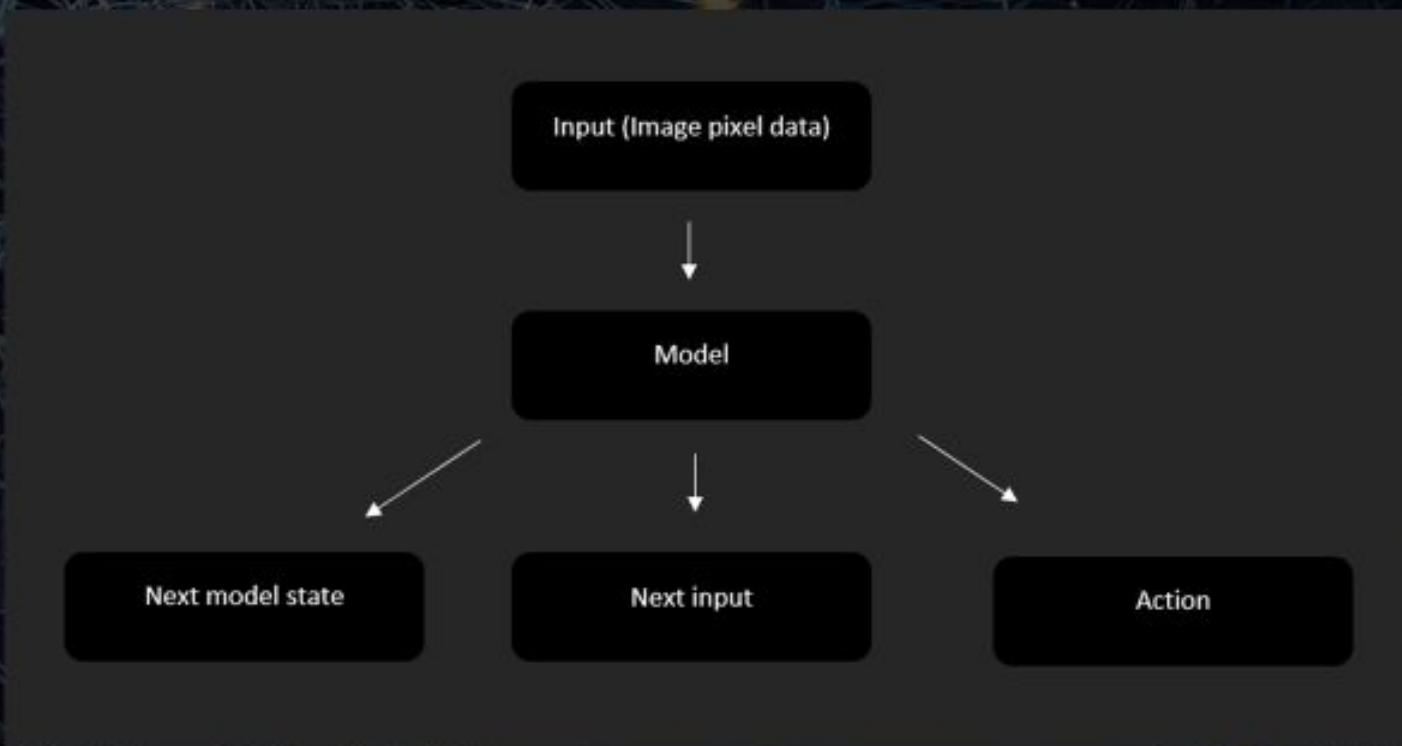 Input (Image pixel data)
Model
Next model state
Next input
Action